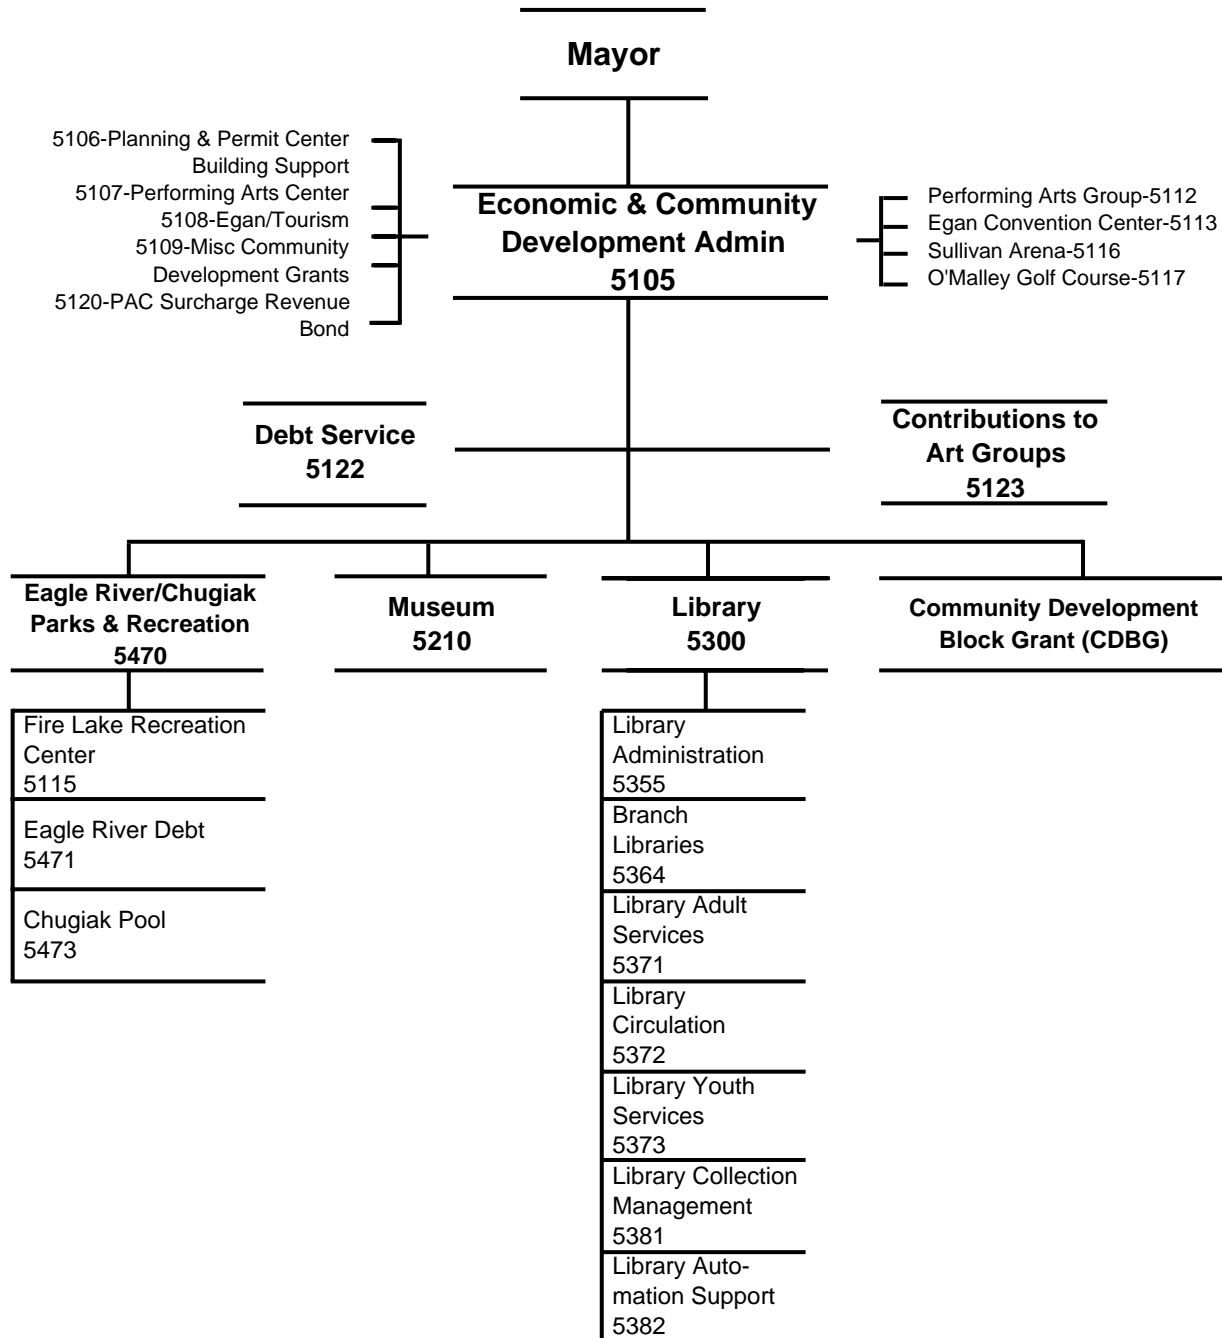 Mayor
5106-Planning & Permit Center
Building Support
5107-Performing Arts Center
5108-Egan/Tourism
5109-Misc Community
Development Grants
5120-PAC Surcharge Revenue
Bond
Economic & Community
Development Admin
5105
Performing Arts Group-5112
Egan Convention Center-5113
Sullivan Arena-5116
O'Malley Golf Course-5117
Debt Service
5122
Contributions to
Art Groups
5123
Eagle River/Chugiak
Parks & Recreation
5470
Museum
5210
Library
5300
Community Development
Block Grant (CDBG)
Fire Lake Recreation
Center
5115
Eagle River Debt
5471
Chugiak Pool
5473
Library
Administration
5355
Branch
Libraries
5364
Library Adult
Services
5371
Library
Circulation
5372
Library Youth
Services
5373
Library Collection
Management
5381
Library Auto-
mation Support
5382